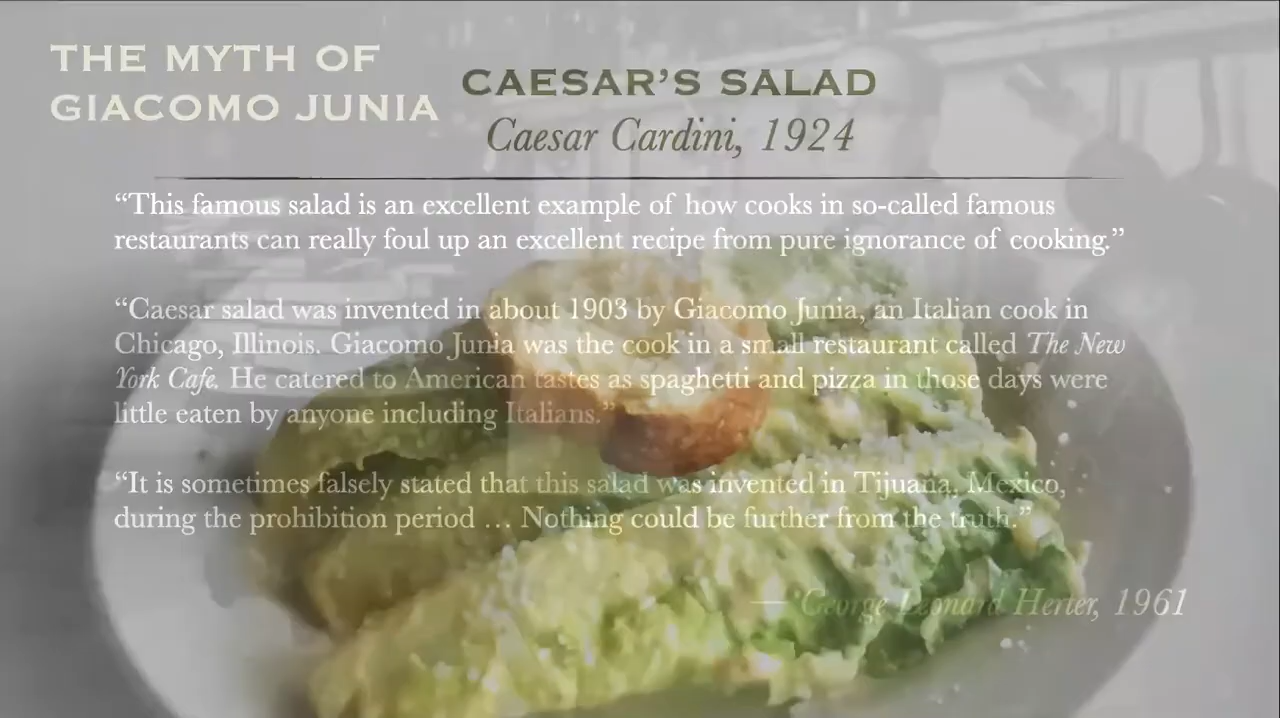 THE MYTH OF
GIACOMO JUNIA
CAESAR’S SALAD
Caesar Cardini, 1924
“This famous salad is an excellent example of how cooks in so-called famous
restaurants can really foul up an excellent recipe from pure ignorance of cooking.”
“Caesar salad was invented in about 1903 by Giacomo Junia, an Italian cook in
Chicago, Illinois. Giacomo Junia was the cook in a small restaurant called The New
York Cafe. He catered to American tastes as spaghetti and pizza in those days were
little eaten by anyone including Italians.”
“It is sometimes falsely stated that this salad was invented in Tijuana, Mexico,
during the prohibition period … Nothing could be further from the truth.”
— George Leonard Herter, 1961